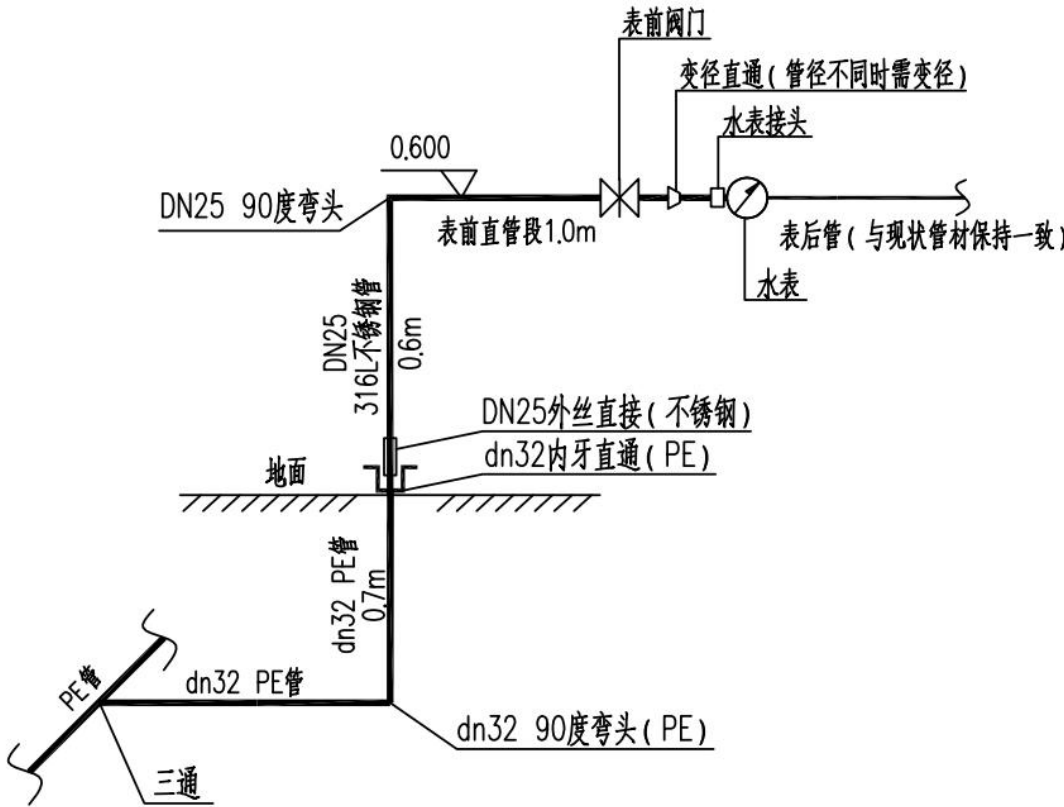 表前阀门
变径直通(管径不同时需变径)
水表接头
0.600
DN25 90度弯头
表前直管段1.0m
表后管(与现状管材保持一致)
水表
DN25
316L不锈钢管
0.6m
DN25外丝直接(不锈钢)
dn32内牙直通(PE)
地面
dn32 PE管
0.7m
PE管
dn32 PE管
dn32 90度弯头(PE)
三通